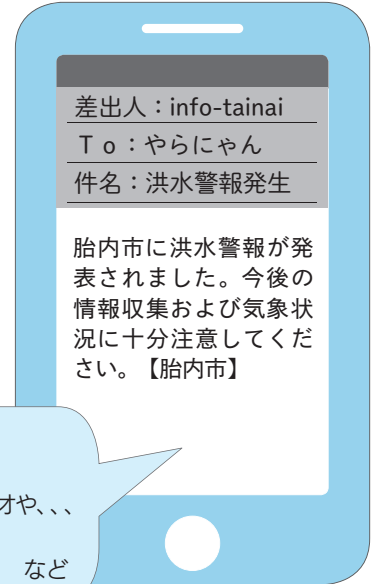 差出人：info-tainai
To：やらにゃん
件名：洪水警報発生
胎内市に洪水警報が発
表されました。今後の
情報収集および気象状
況に十分注意してくだ
さい。【胎内市】
オや、、、
など